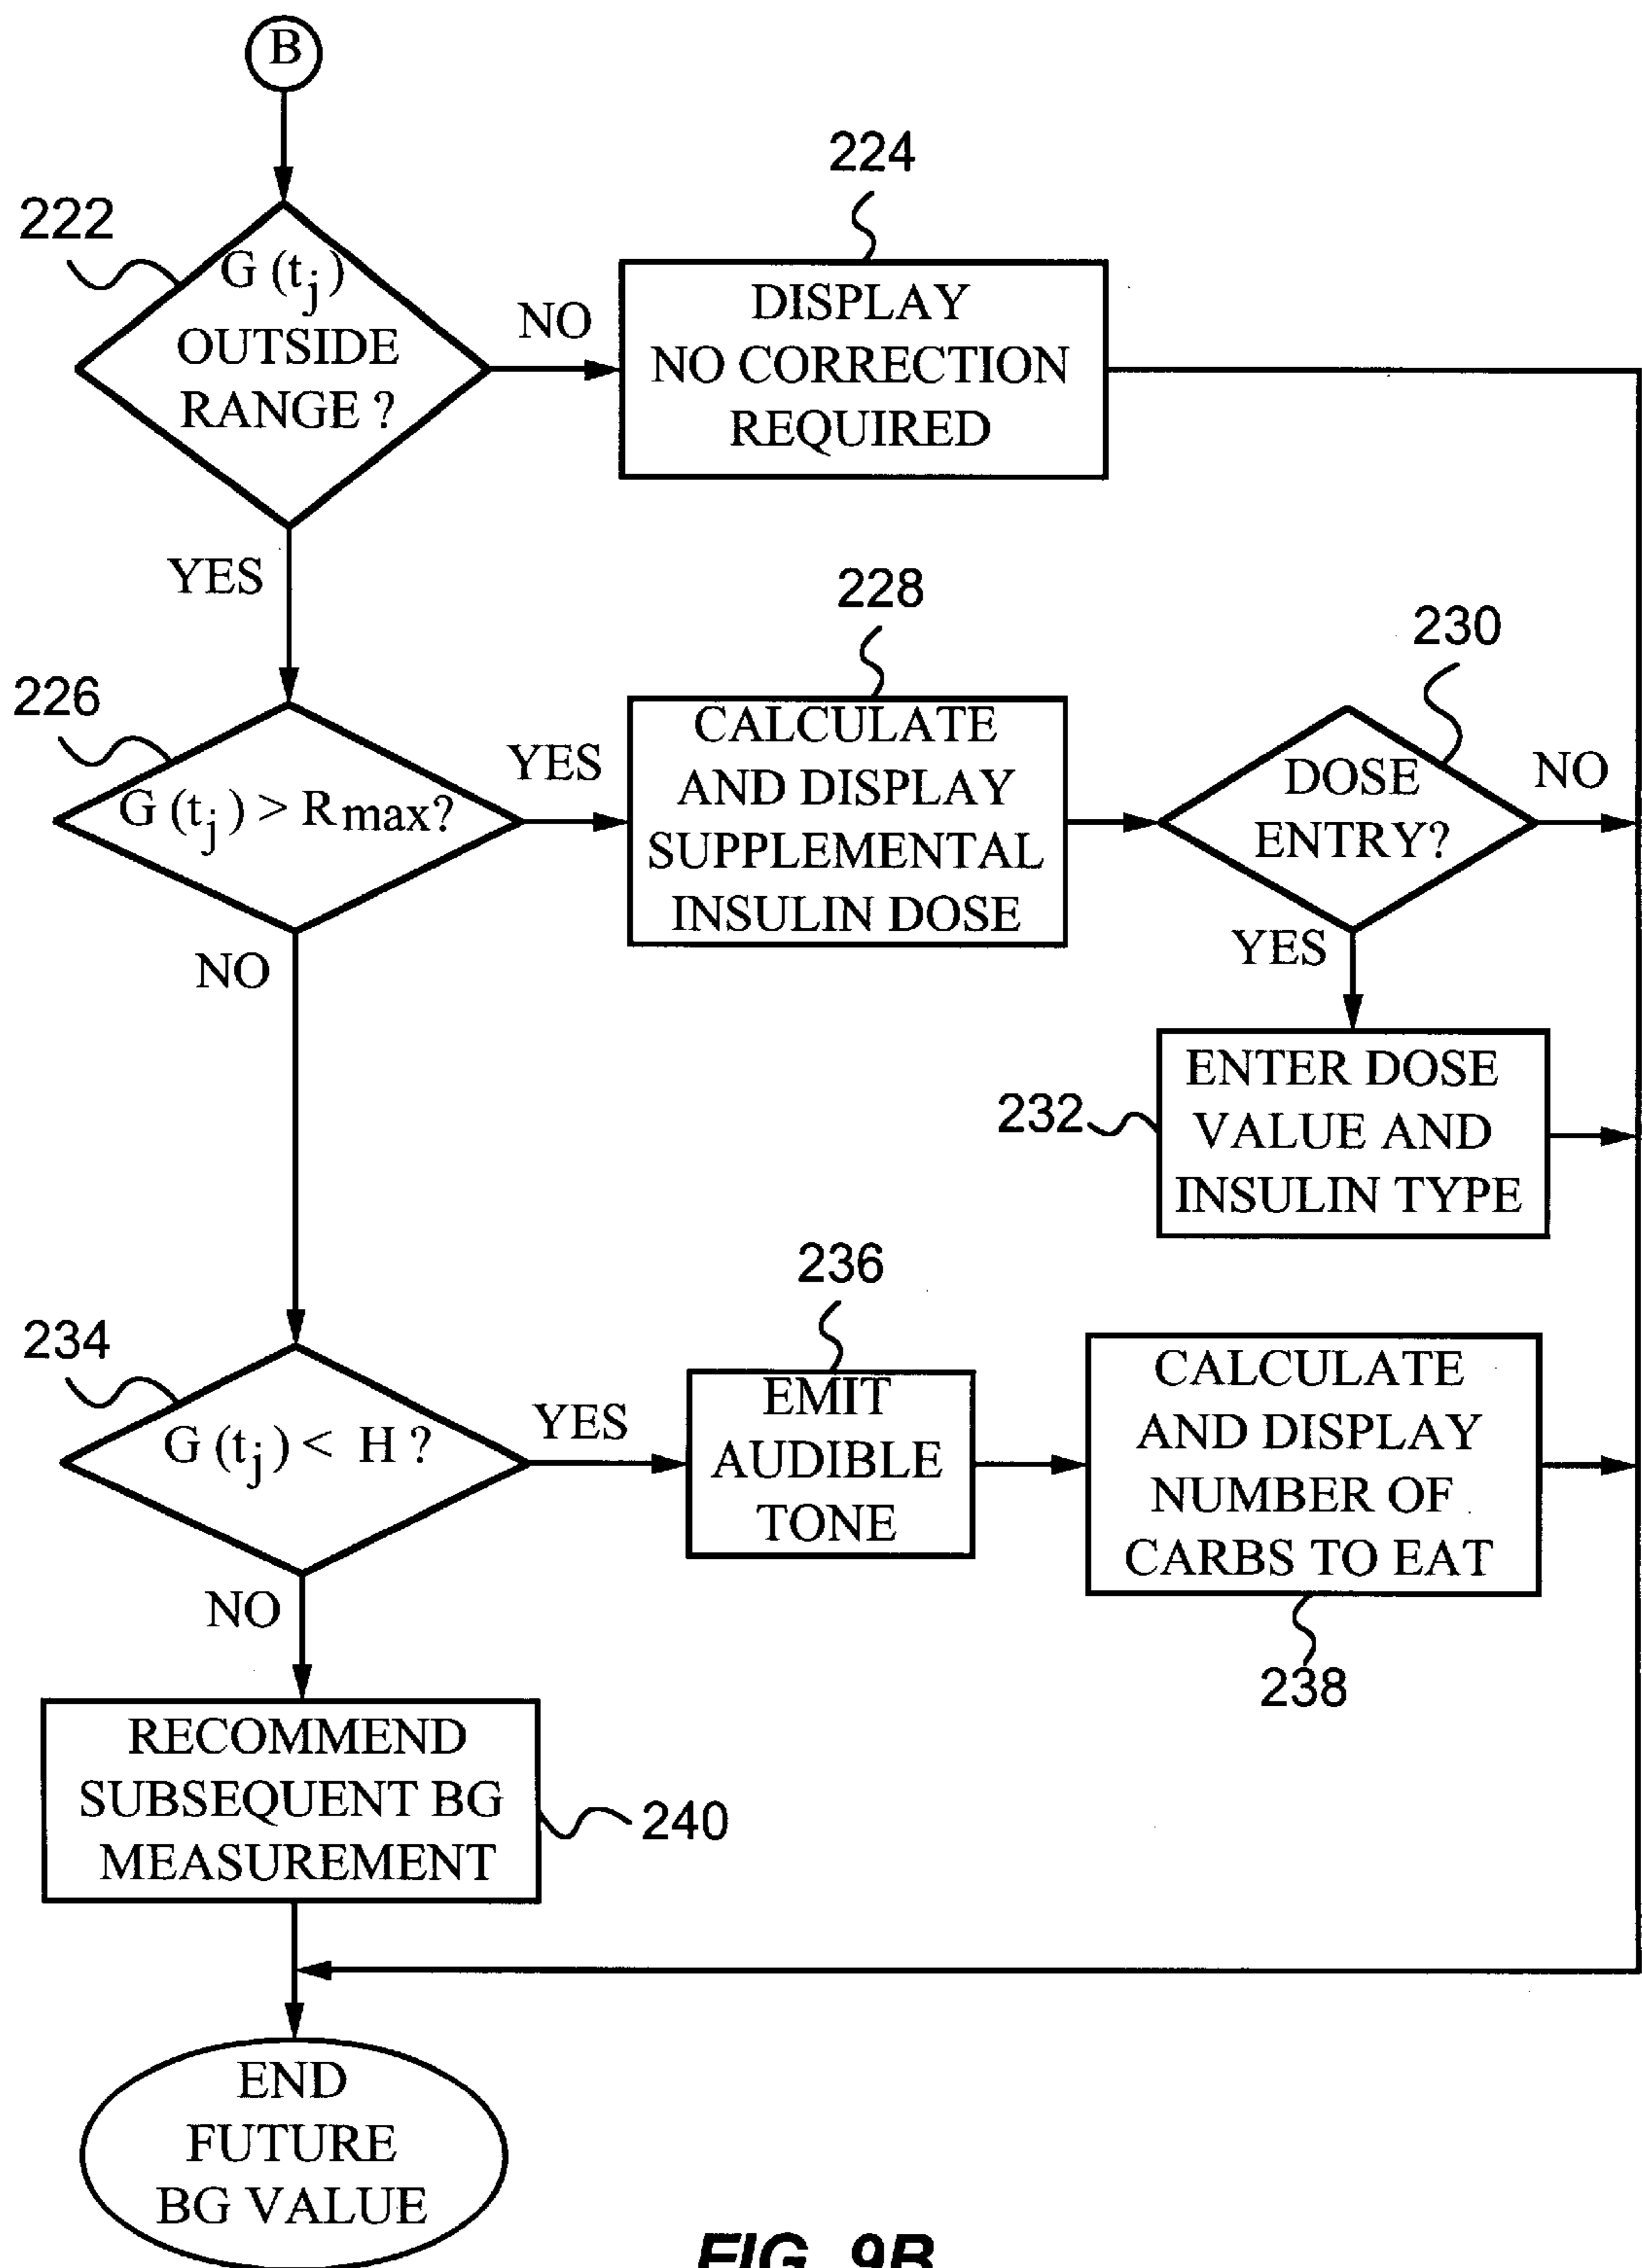 B
224
222
G (tj)
OUTSIDE
RANGE ?
NO
DISPLAY
NO CORRECTION
REQUIRED
YES
228
230
226
G (tj) > Rmax?
YES
CALCULATE
AND DISPLAY
SUPPLEMENTAL
INSULIN DOSE
DOSE
ENTRY?
NO
NO
YES
232
ENTER DOSE
VALUE AND
INSULIN TYPE
236
234
G (tj) < H ?
YES
EMIT
AUDIBLE
TONE
CALCULATE
AND DISPLAY
NUMBER OF
CARBS TO EAT
238
NO
RECOMMEND
SUBSEQUENT BG
MEASUREMENT
240
END
FUTURE
BG VALUE
FIG. 9B